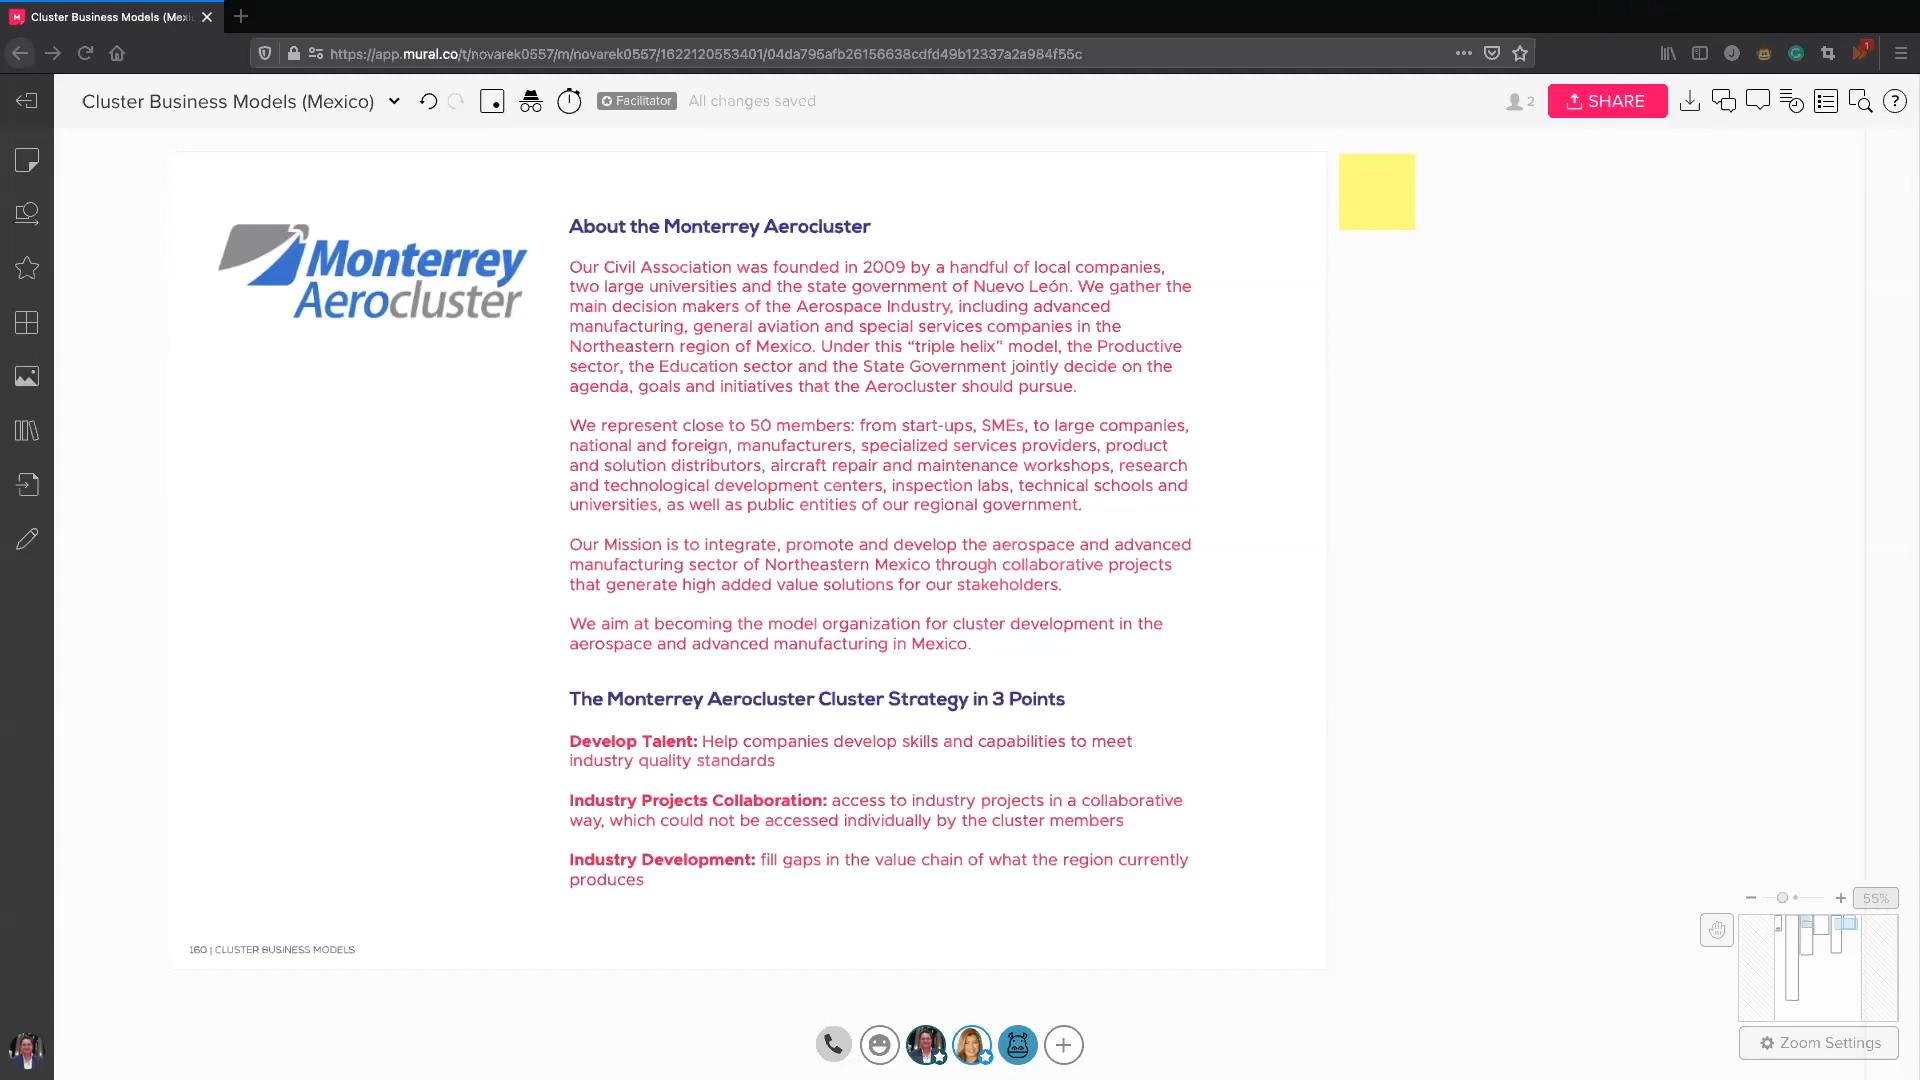 Cluster Business Models (Mexi
https://app.mural.co/t/novarek0557/m/novarek0557/1622120553401/04da795afb26156638cdfd49b12337a2a984f55c
1
Cluster Business Models (Mexico)
Facilitator
All changes saved
2
SHARE
Monterrey
Aerocluster
About the Monterrey Aerocluster
Our Civil Association was founded in 2009 by a handful of local companies,
two large universities and the state government of Nuevo León. We gather the
main decision makers of the Aerospace Industry, including advanced
manufacturing, general aviation and special services companies in the
Northeastern region of Mexico. Under this “triple helix” model, the Productive
sector, the Education sector and the State Government jointly decide on the
agenda, goals and initiatives that the Aerocluster should pursue.
We represent close to 50 members: from start-ups, SMEs, to large companies,
national and foreign, manufacturers, specialized services providers, product
and solution distributors, aircraft repair and maintenance workshops, research
and technological development centers, inspection labs, technical schools and
universities, as well as public entities of our regional government.
Our Mission is to integrate, promote and develop the aerospace and advanced
manufacturing sector of Northeastern Mexico through collaborative projects
that generate high added value solutions for our stakeholders.
We aim at becoming the model organization for cluster development in the
aerospace and advanced manufacturing in Mexico.
The Monterrey Aerocluster Cluster Strategy in 3 Points
Develop Talent: Help companies develop skills and capabilities to meet
industry quality standards
Industry Projects Collaboration: access to industry projects in a collaborative
way, which could not be accessed individually by the cluster members
Industry Development: fill gaps in the value chain of what the region currently
produces
160 | CLUSTER BUSINESS MODELS
55%
Zoom Settings